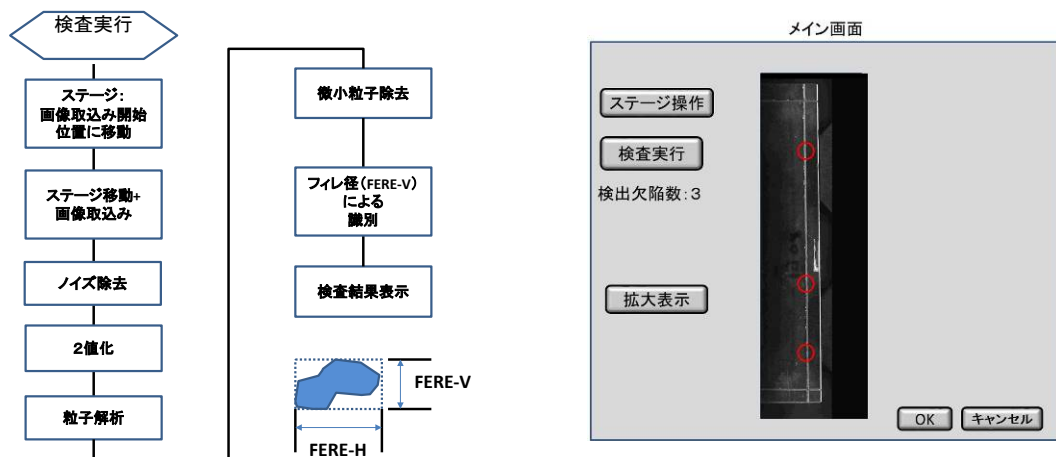 検査実行
ステージ：
画像取込み開始
位置に移動
ステージ移動+
画像取込み
ノイズ除去
２値化
粒子解析
微小粒子除去
フィレ径（FERE-V）
による
識別
検査結果表示
FERE-V
FERE-H
メイン画面
ステージ操作
検査実行
検出欠陥数：3
拡大表示
OK
キャンセル